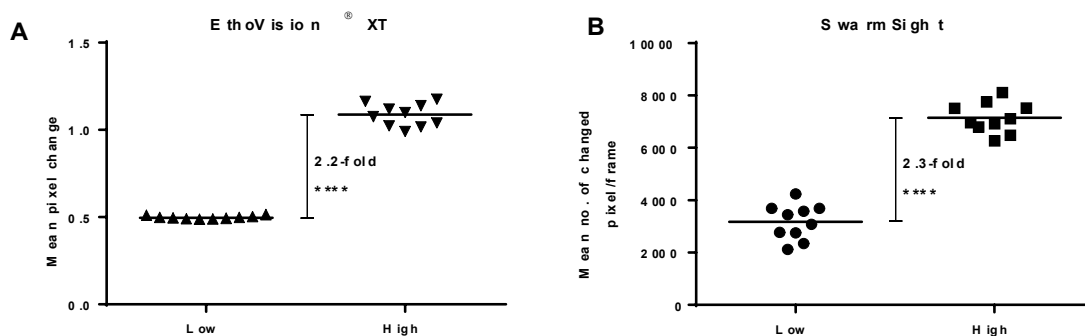 A
EthoVision® XT
Mean pixel change
1.5
1.0
0.5
0.0
2.2-fold
****
Low
High
B
SwarmSight
Mean no. of changed
pixel/frame
10000
8000
6000
4000
2000
0
2.3-fold
****
Low
High